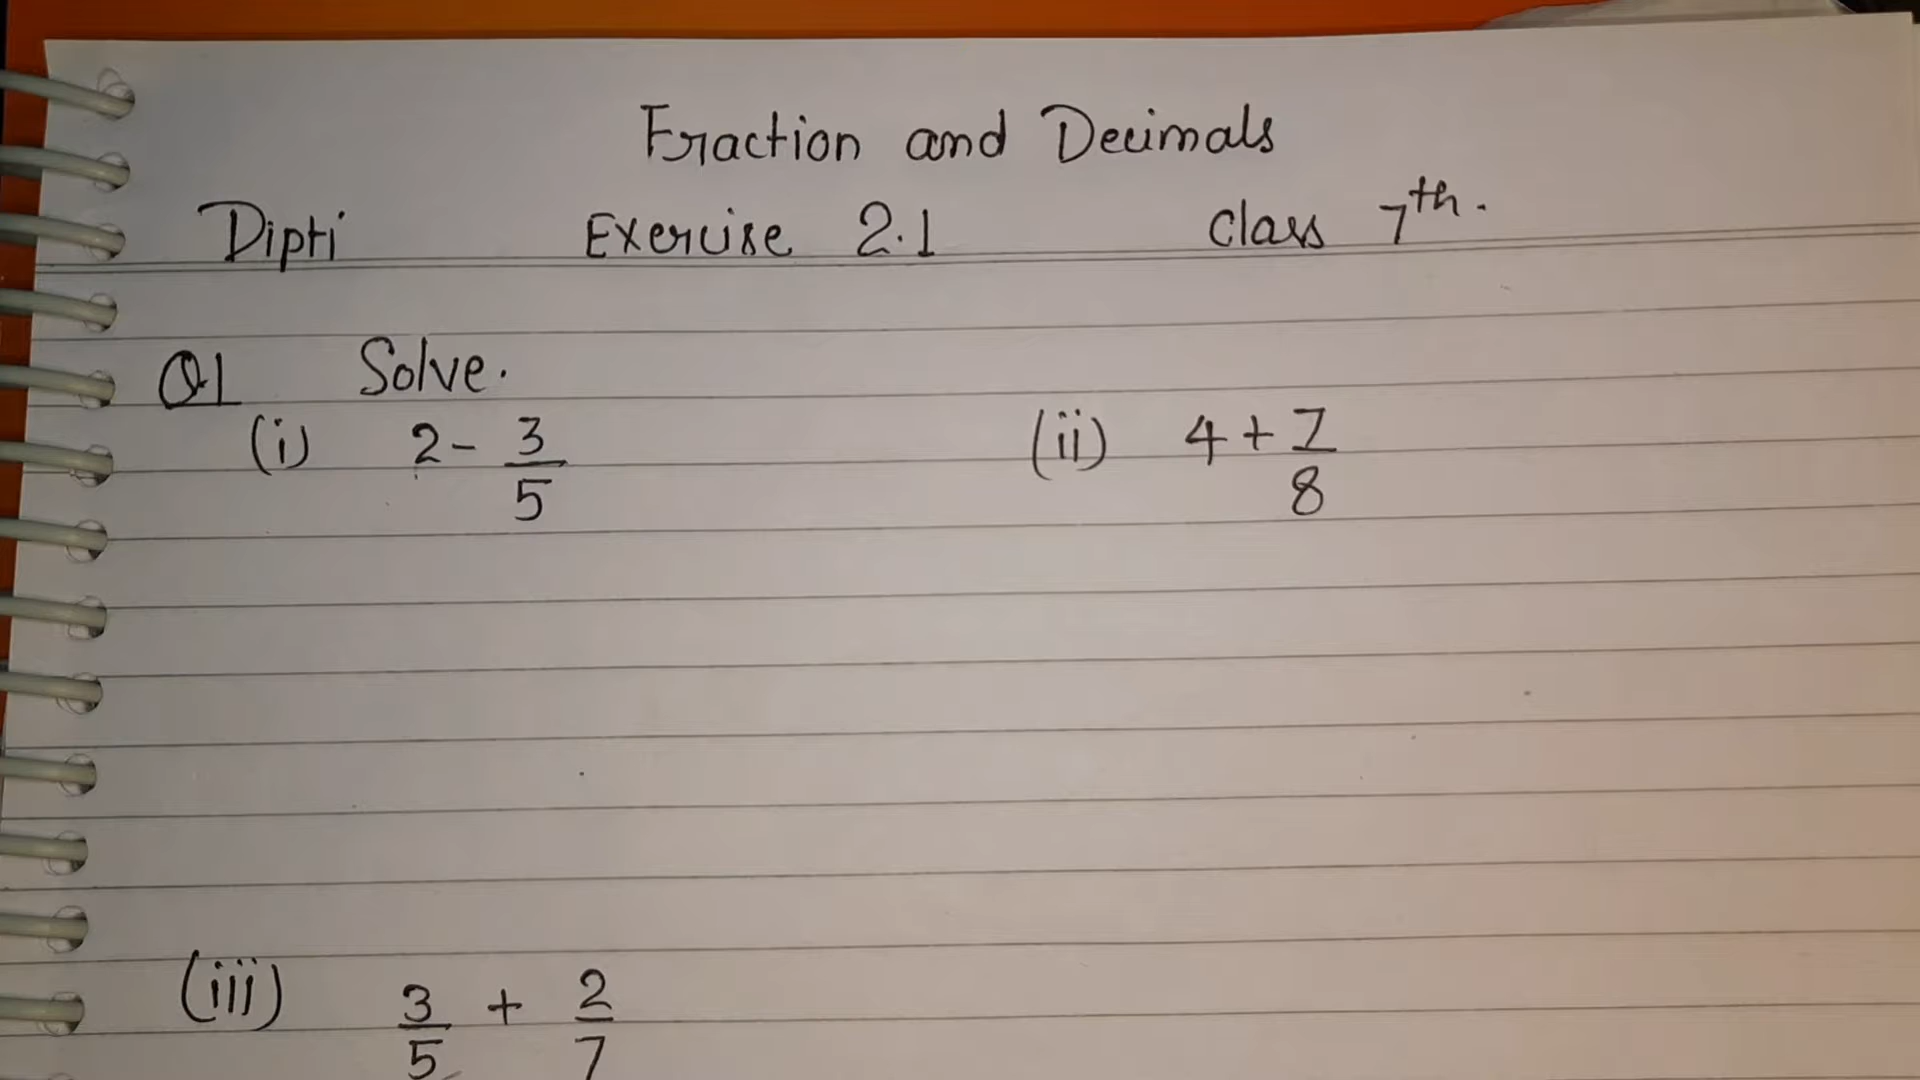 Fraction and Decimals
Dipti Exercise 2.1 Class 7th.
Q1 Solve.
(i) 2 - 3/5 (ii) 4 + 7/8
(iii) 3/5 + 2/7